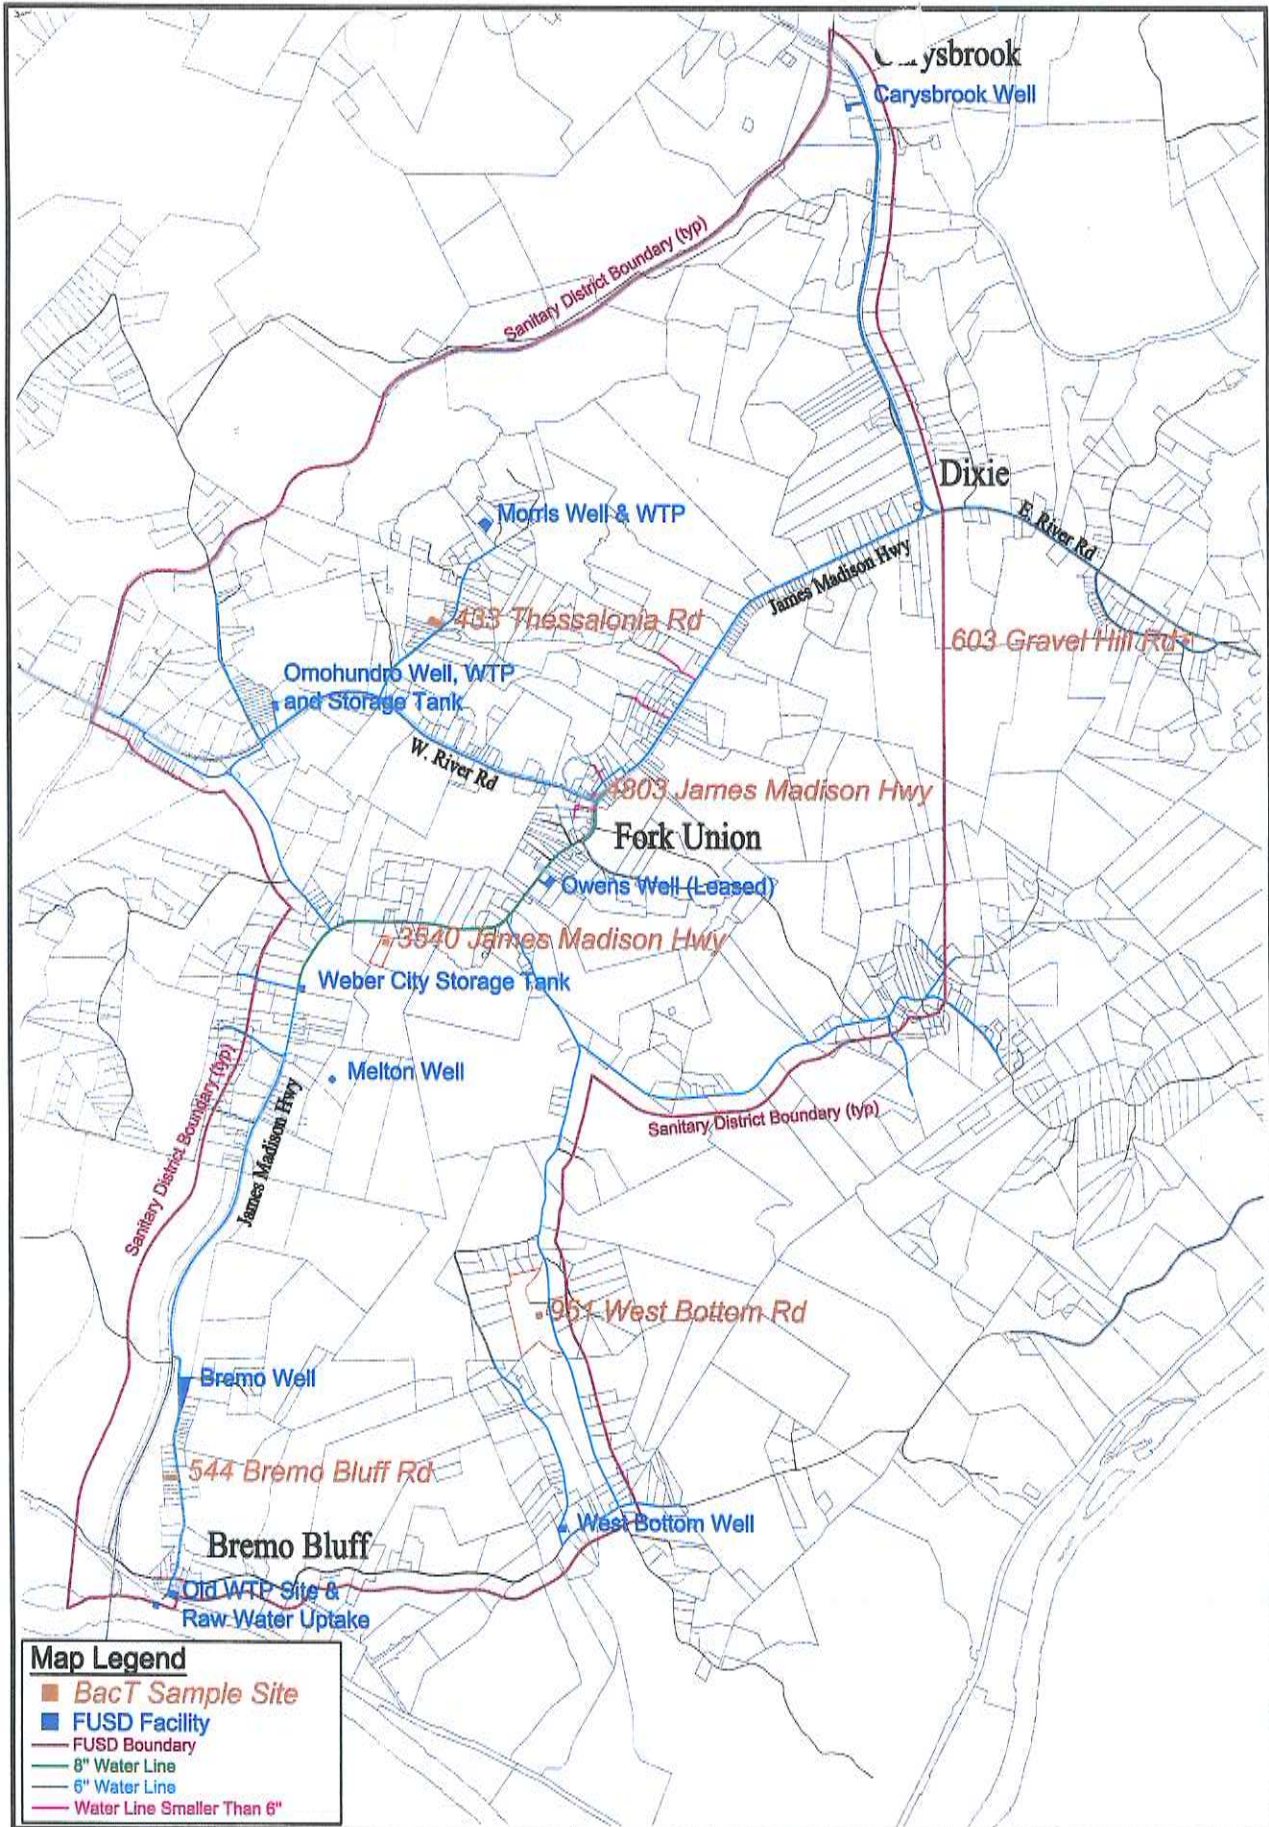 Carysbrook
Carysbrook Well
Sanitary District Boundary (typ)
Dixie
E. River Rd
Morris Well & WTP
James Madison Hwy
433 Thessalonia Rd
603 Gravel Hill Rd
Omohundro Well, WTP
and Storage Tank
W. River Rd
4803 James Madison Hwy
Fork Union
Owens Well (Leased)
3540 James Madison Hwy
Weber City Storage Tank
Melton Well
Sanitary District Boundary (typ)
Sanitary District Boundary (typ)
James Madison Hwy
951 West Bottom Rd
Bremo Well
544 Bremo Bluff Rd
West Bottom Well
Bremo Bluff
Old WTP Site &
Raw Water Uptake
Map Legend
BacT Sample Site
FUSD Facility
FUSD Boundary
8" Water Line
6" Water Line
Water Line Smaller Than 6"